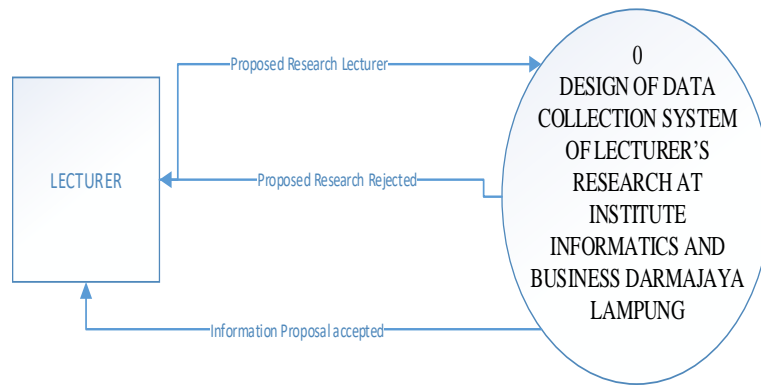 0
DESIGN OF DATA
COLLECTION SYSTEM
OF LECTURER'S
RESEARCH AT
INSTITUTE
INFORMATICS AND
BUSINESS DARMAJAYA
LAMPUNG
Proposed Research Lecturer
LECTURER
Proposed Research Rejected
Information Proposal accepted